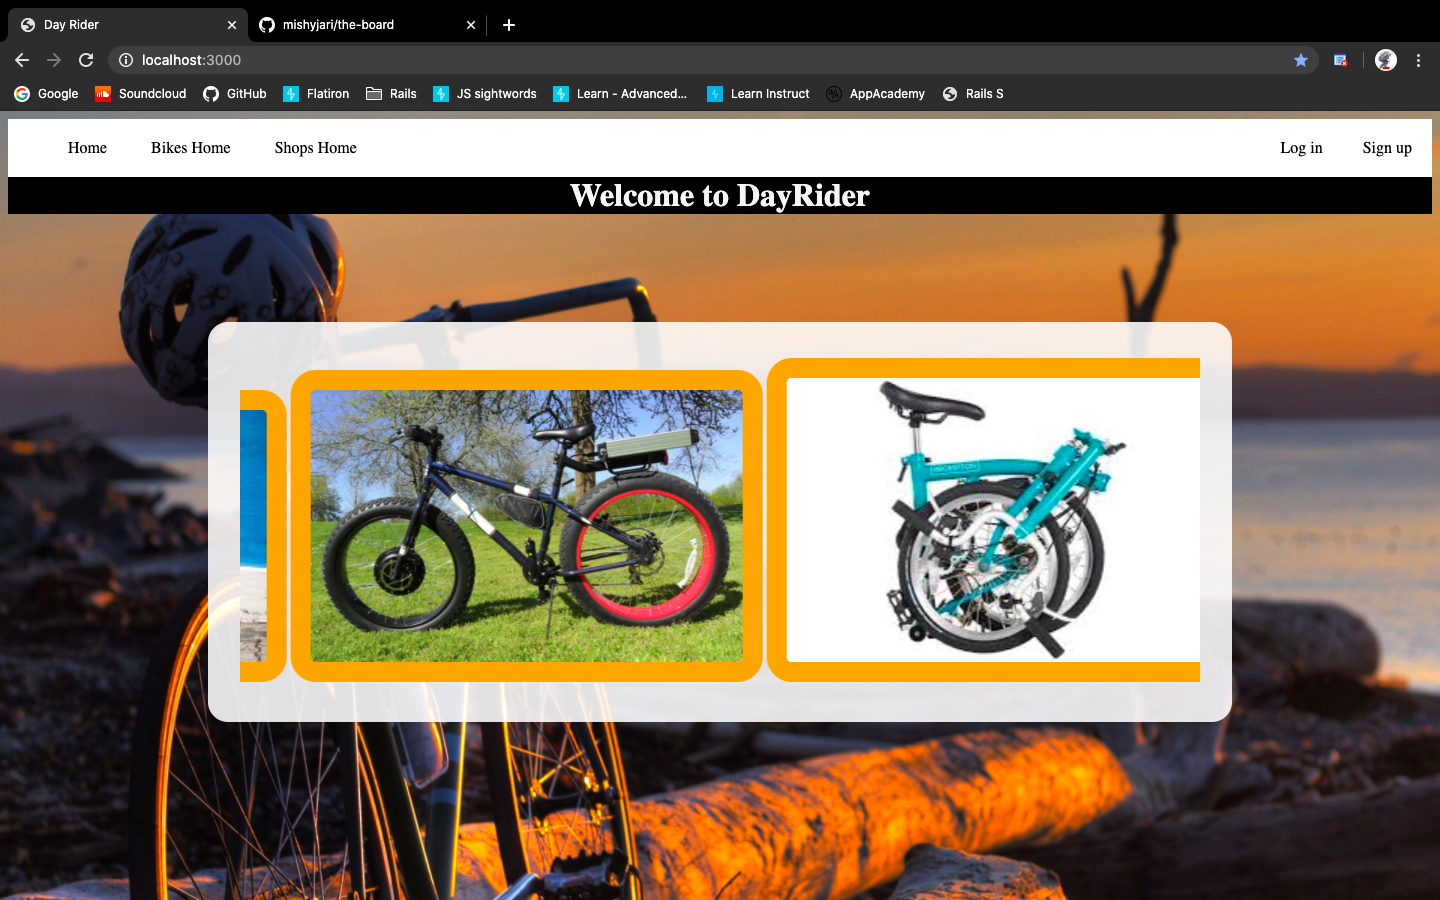 Day Rider
mishyjari/the-board
localhost:3000
Google Soundcloud GitHub Flatiron Rails JS sightwords Learn - Advanced... Learn Instruct AppAcademy Rails S
Home Bikes Home Shops Home Log in Sign up
Welcome to DayRider